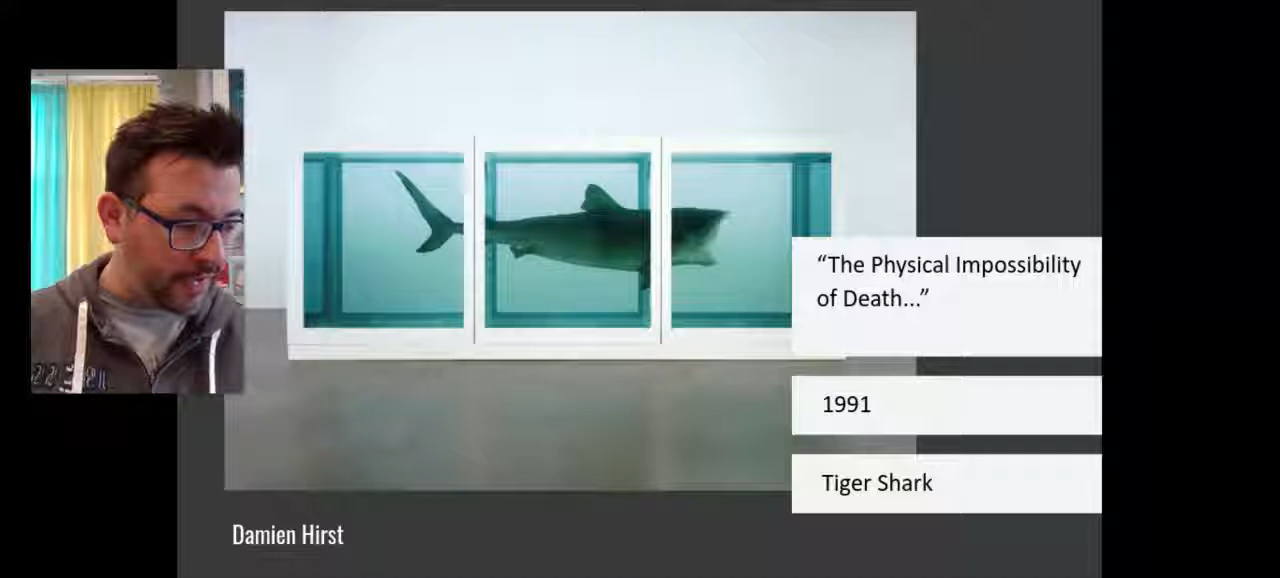 “The Physical Impossibility
of Death...”
1991
Tiger Shark
Damien Hirst